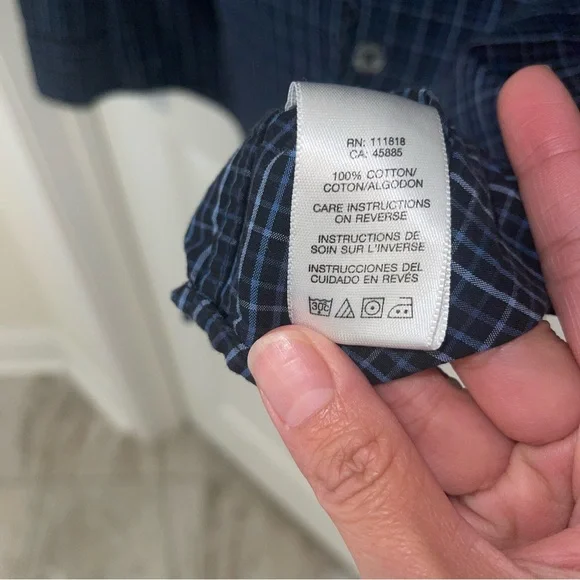 RN: 111818
CA: 45885
100% COTTON/
COTON/ALGODON
CARE INSTRUCTIONS
ON REVERSE
INSTRUCTIONS DE
SOIN SUR L'INVERSE
INSTRUCCIONES DEL
CUIDADO EN REVÉS
30C